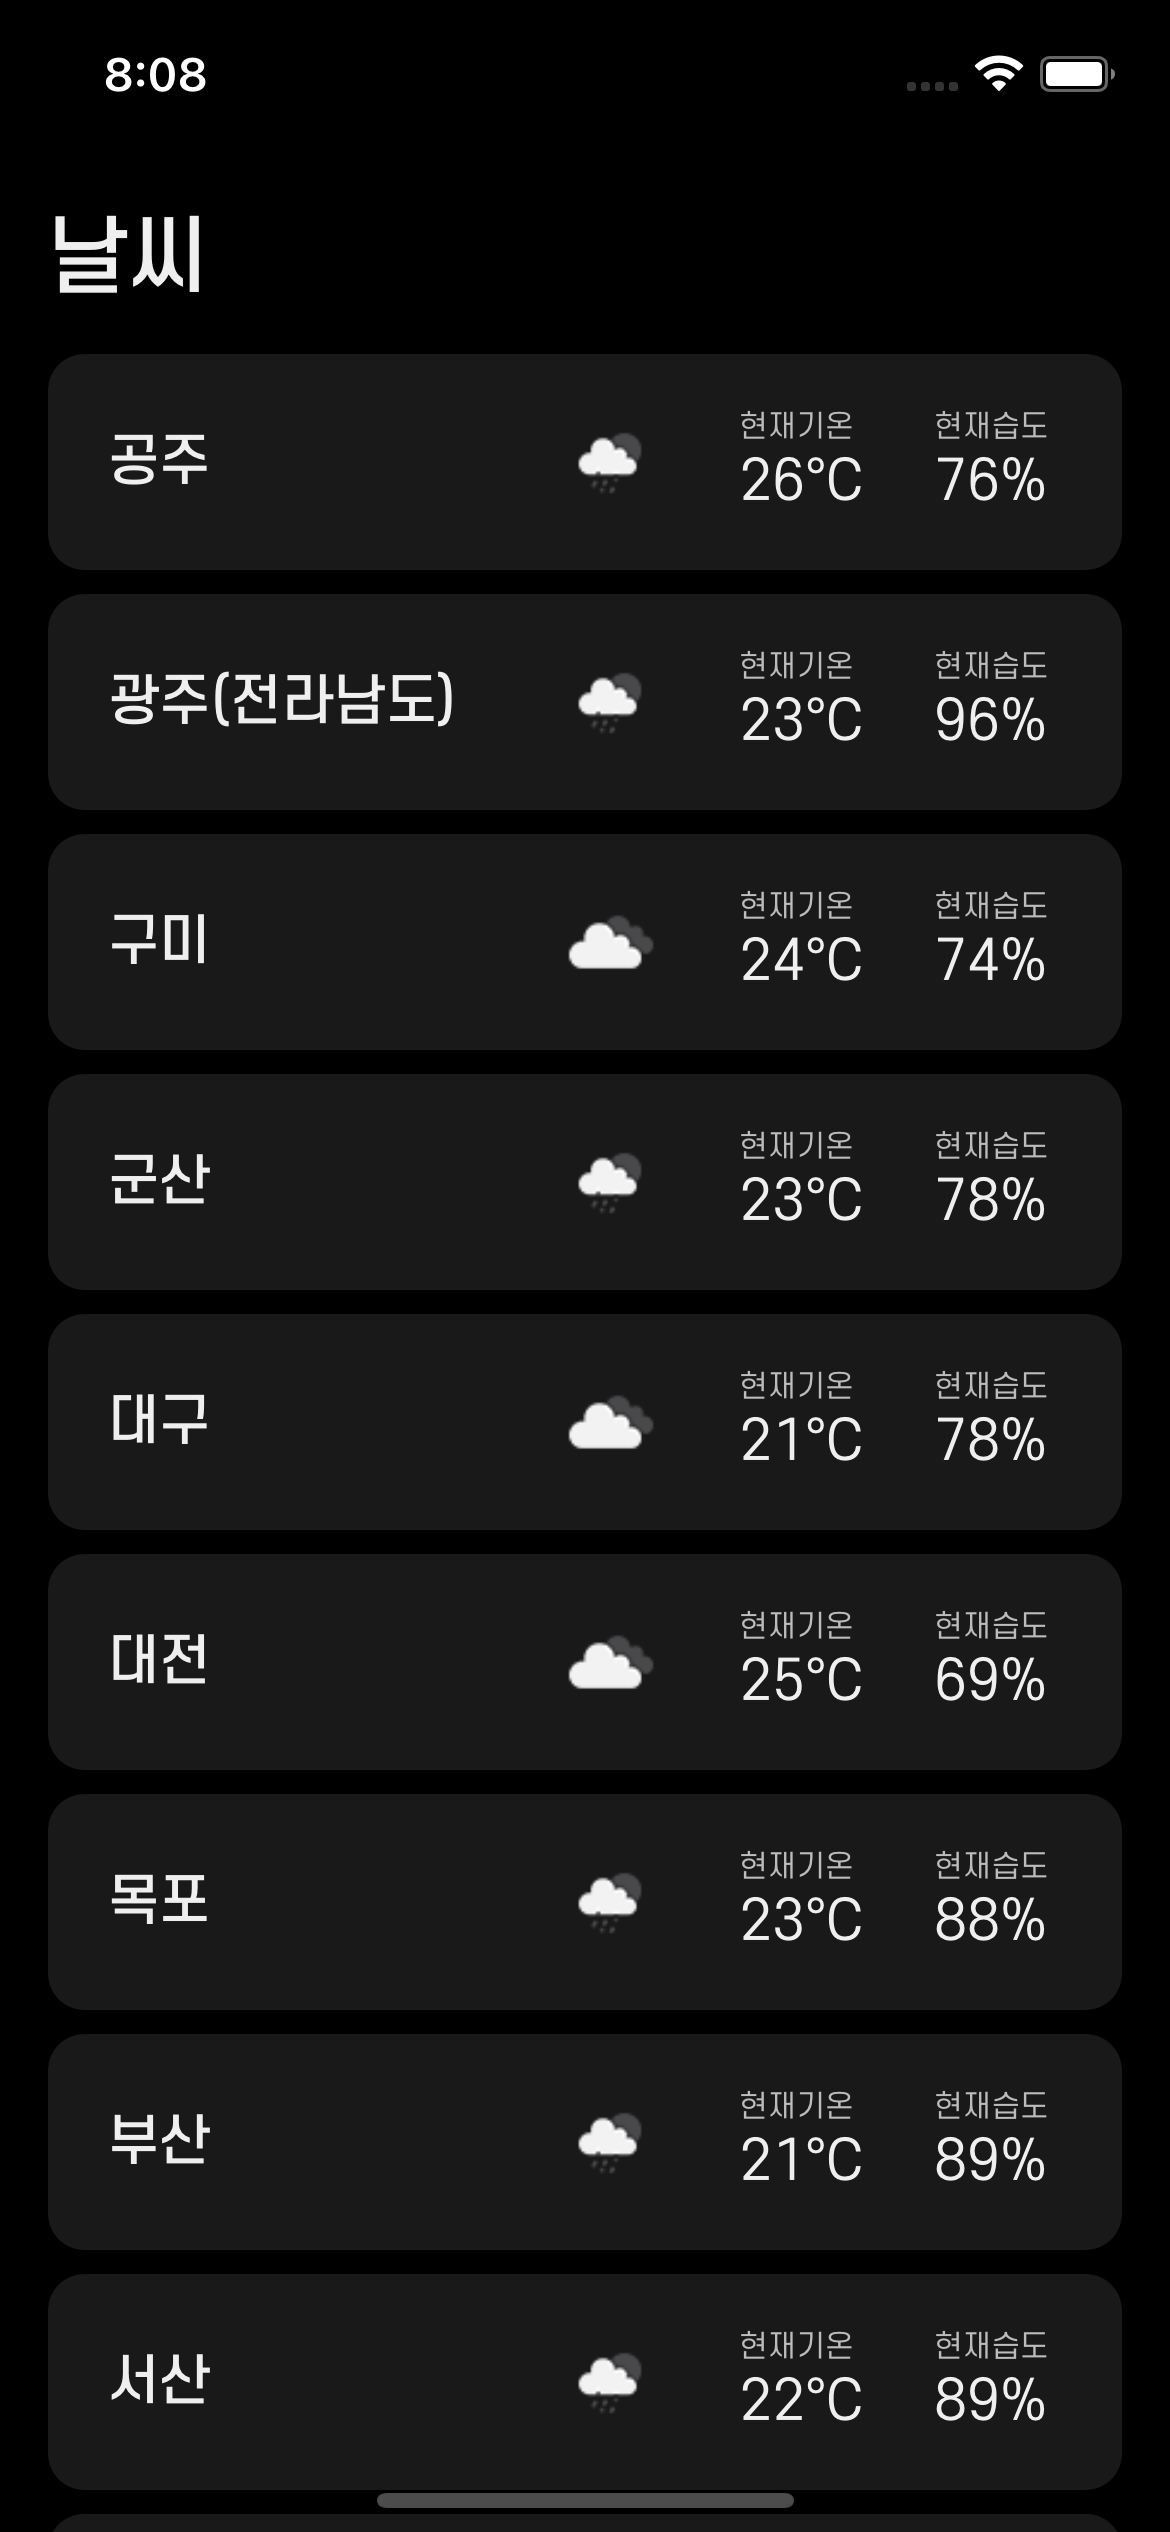 8:08
날씨
공주
현재기온 현재습도
26°C 76%
광주(전라남도)
현재기온 현재습도
23°C 96%
구미
현재기온 현재습도
24°C 74%
군산
현재기온 현재습도
23°C 78%
대구
현재기온 현재습도
21°C 78%
대전
현재기온 현재습도
25°C 69%
목포
현재기온 현재습도
23°C 88%
부산
현재기온 현재습도
21°C 89%
서산
현재기온 현재습도
22°C 89%